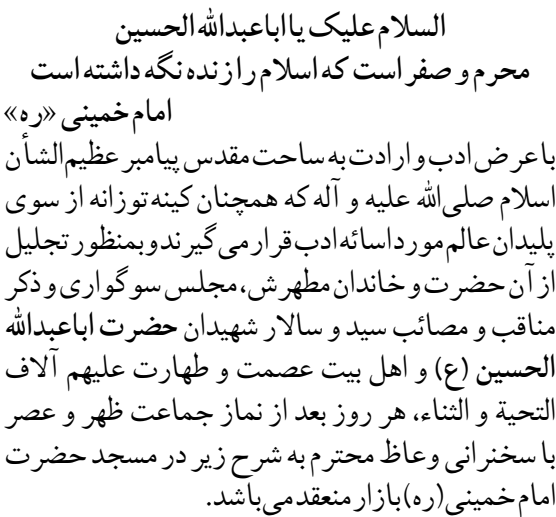 السلام علیک یا اباعبدالله الحسین
محرم و صفر است که اسلام را زنده نگه داشته است
امام خمینی «ره»
با عرض ادب و ارادت به ساحت مقدس پیامبر عظیم‌الشأن
اسلام صلی‌الله علیه و آله که همچنان کینه‌توزانه از سوی
پلیدان عالم مورد اسائه ادب قرار می‌گیرند و بمنظور تجلیل
از آن حضرت و خاندان مطهرش، مجلس سوگواری و ذکر
مناقب و مصائب سید و سالار شهیدان حضرت اباعبدالله
الحسین (ع) و اهل بیت عصمت و طهارت علیهم آلاف
التحیة و الثناء، هر روز بعد از نماز جماعت ظهر و عصر
با سخنرانی وعاظ محترم به شرح زیر در مسجد حضرت
امام خمینی (ره) بازار منعقد می‌باشد.